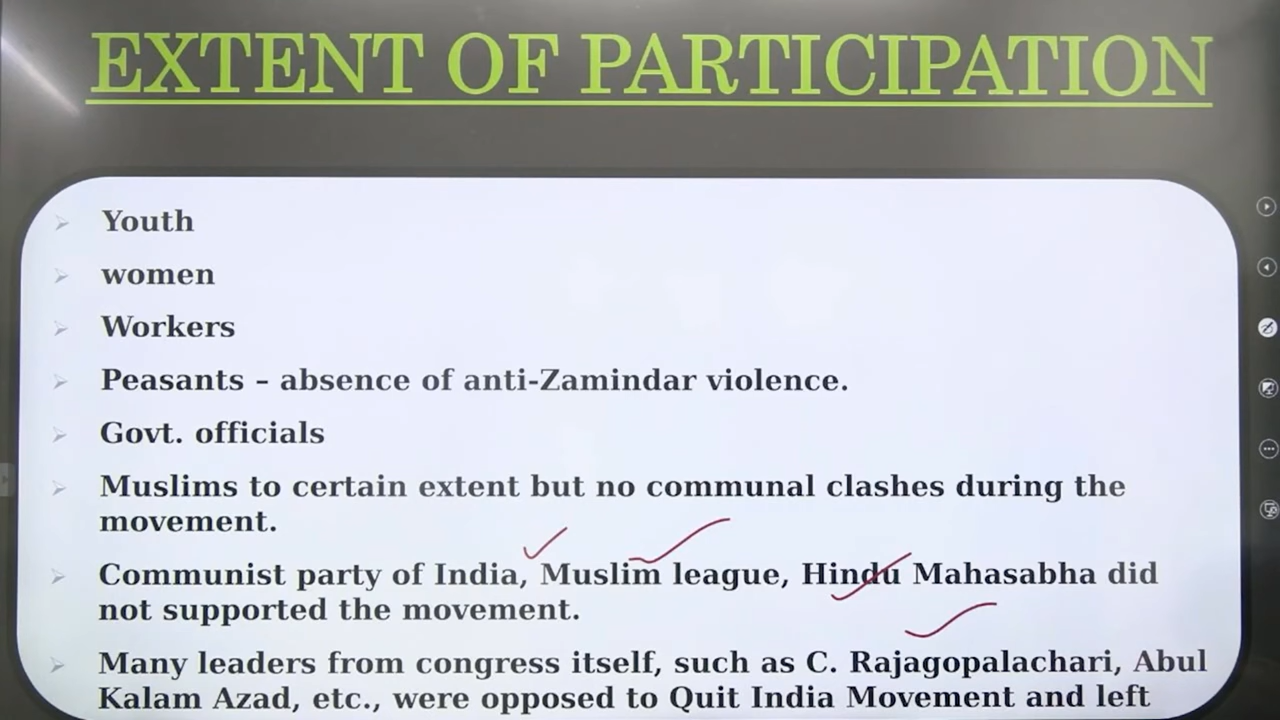 EXTENT OF PARTICIPATION
Youth
women
Workers
Peasants – absence of anti-Zamindar violence.
Govt. officials
Muslims to certain extent but no communal clashes during the
movement.
Communist party of India, Muslim league, Hindu Mahasabha did
not supported the movement.
Many leaders from congress itself, such as C. Rajagopalachari, Abul
Kalam Azad, etc., were opposed to Quit India Movement and left